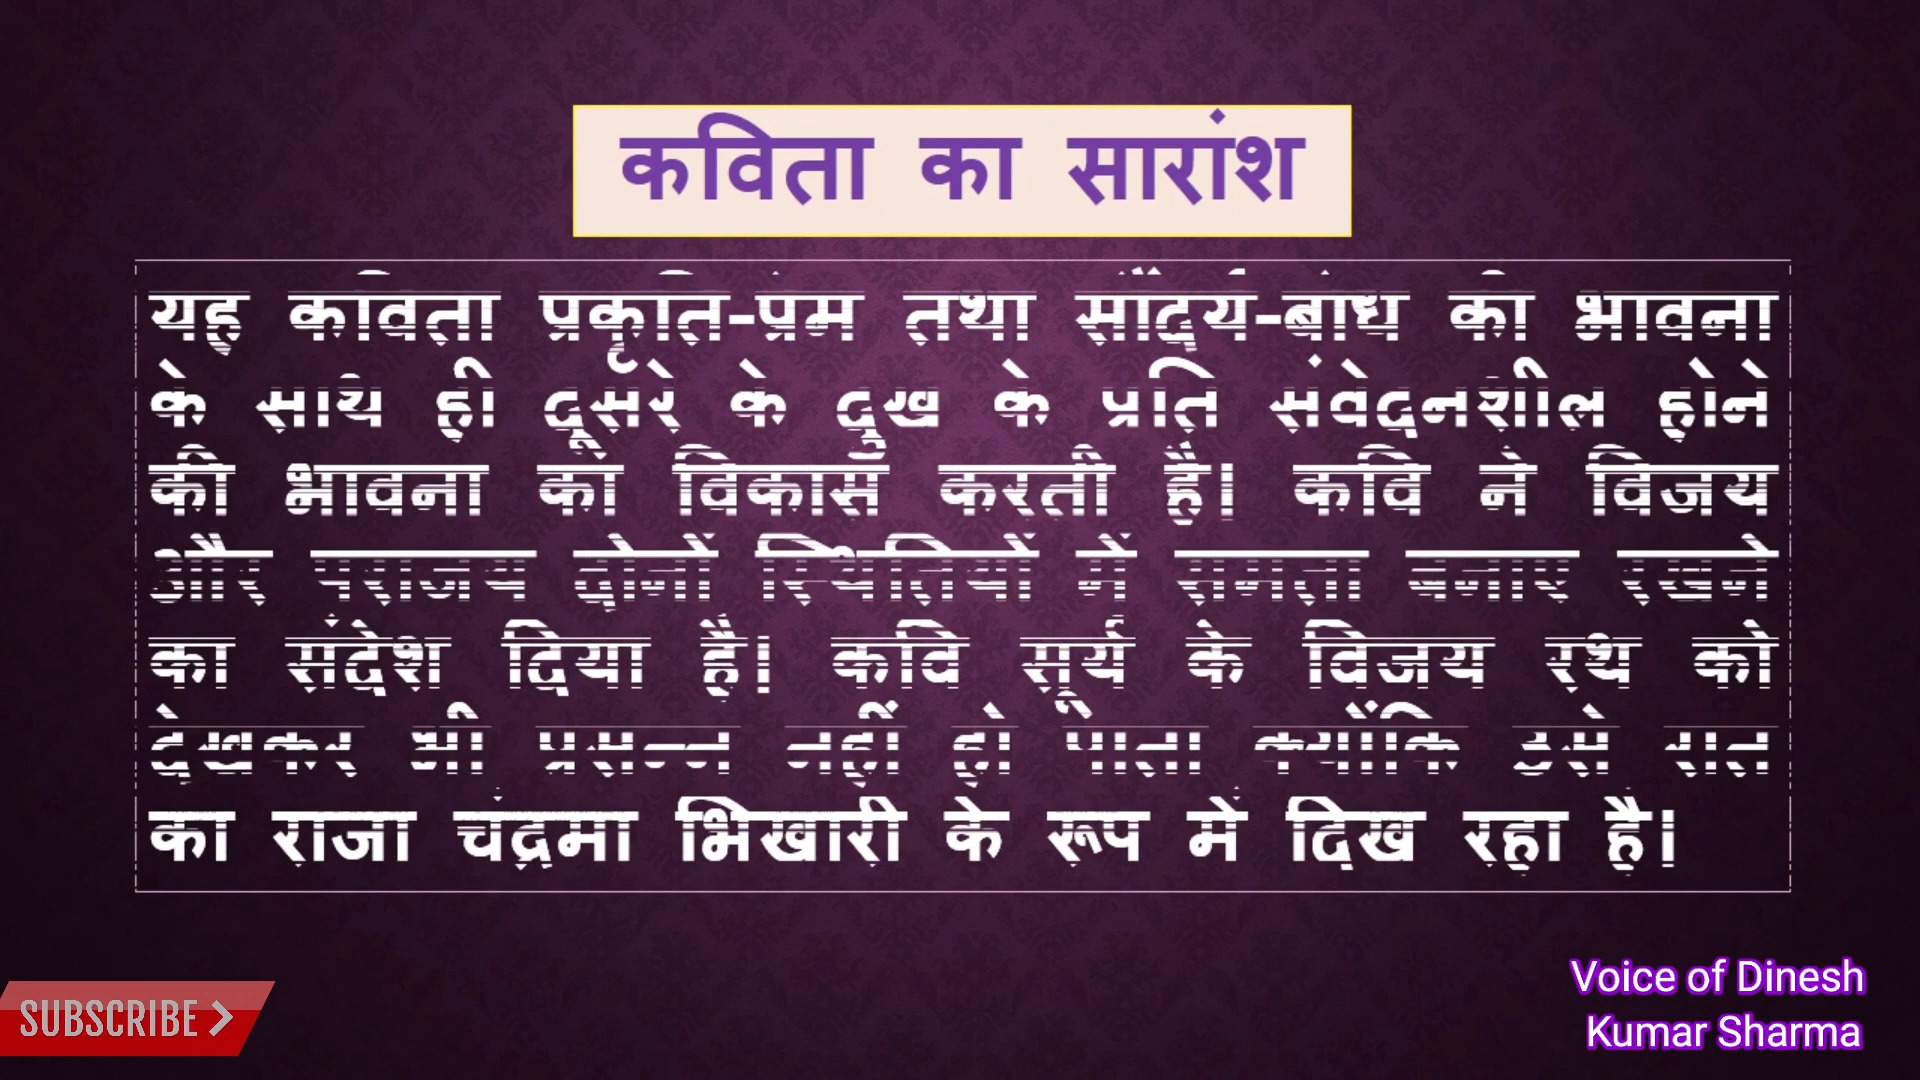 कविता का सारांश
यह कविता प्रकृति-प्रेम तथा सौंदर्य-बोध की भावना
के साथ ही दूसरे के दुख के प्रति संवेदनशील होने
की भावना का विकास करती है। कवि ने विजय
और पराजय दोनों स्थितियों में समता बनाए रखने
का संदेश दिया है। कवि सूर्य के विजय रथ को
देखकर भी प्रसन्न नहीं हो पाता क्योंकि उसे रात
का राजा चंद्रमा भिखारी के रूप में दिख रहा है।
SUBSCRIBE
Voice of Dinesh
Kumar Sharma